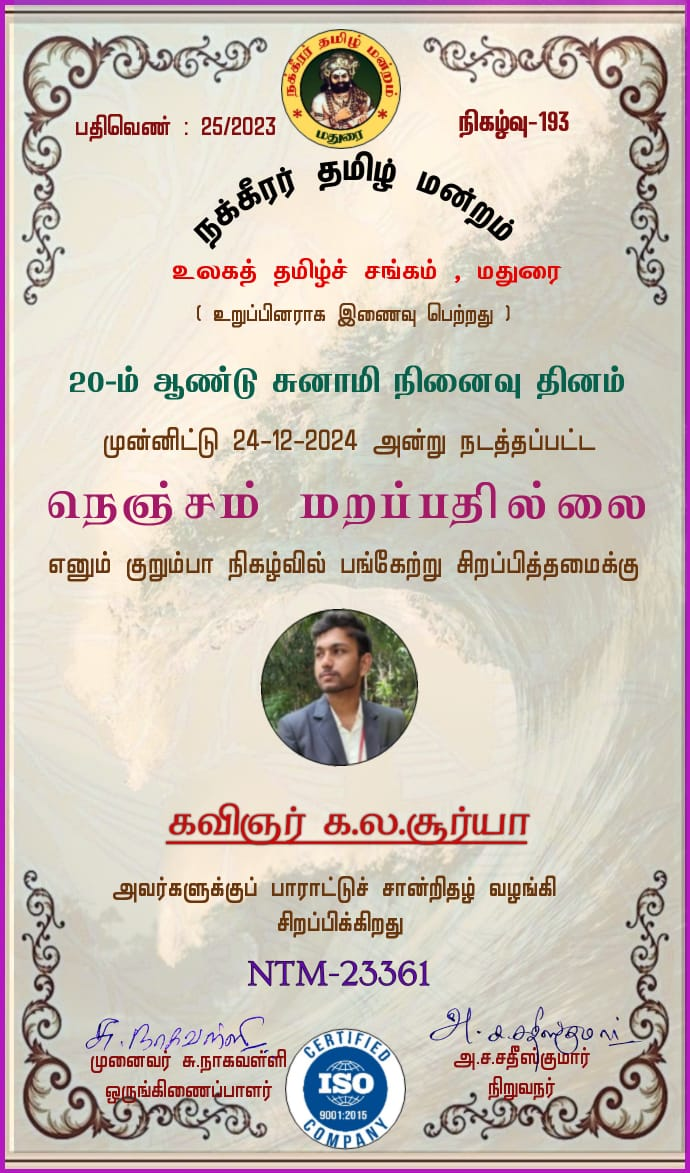 நக்கீரர் தமிழ் மன்றம்
மதுரை
பதிவெண் : 25/2023
நிகழ்வு-193
நக்கீரர் தமிழ் மன்றம்
உலகத் தமிழ்ச் சங்கம் , மதுரை
( உறுப்பினராக இணைவு பெற்றது )
20-ம் ஆண்டு சுனாமி நினைவு தினம்
முன்னிட்டு 24-12-2024 அன்று நடத்தப்பட்ட
நெஞ்சம் மறப்பதில்லை
எனும் குறும்பா நிகழ்வில் பங்கேற்று சிறப்பித்தமைக்கு
கவிஞர் க.ல.சூர்யா
அவர்களுக்குப் பாராட்டுச் சான்றிதழ் வழங்கி
சிறப்பிக்கிறது
NTM-23361
சு. நாகவள்ளி
முனைவர் சு.நாகவள்ளி
ஒருங்கிணைப்பாளர்
CERTIFIED
ISO
9001:2015
COMPANY
அ.ச.சதீஸ்குமார்
அ.ச.சதீஸ்குமார்
நிறுவநர்